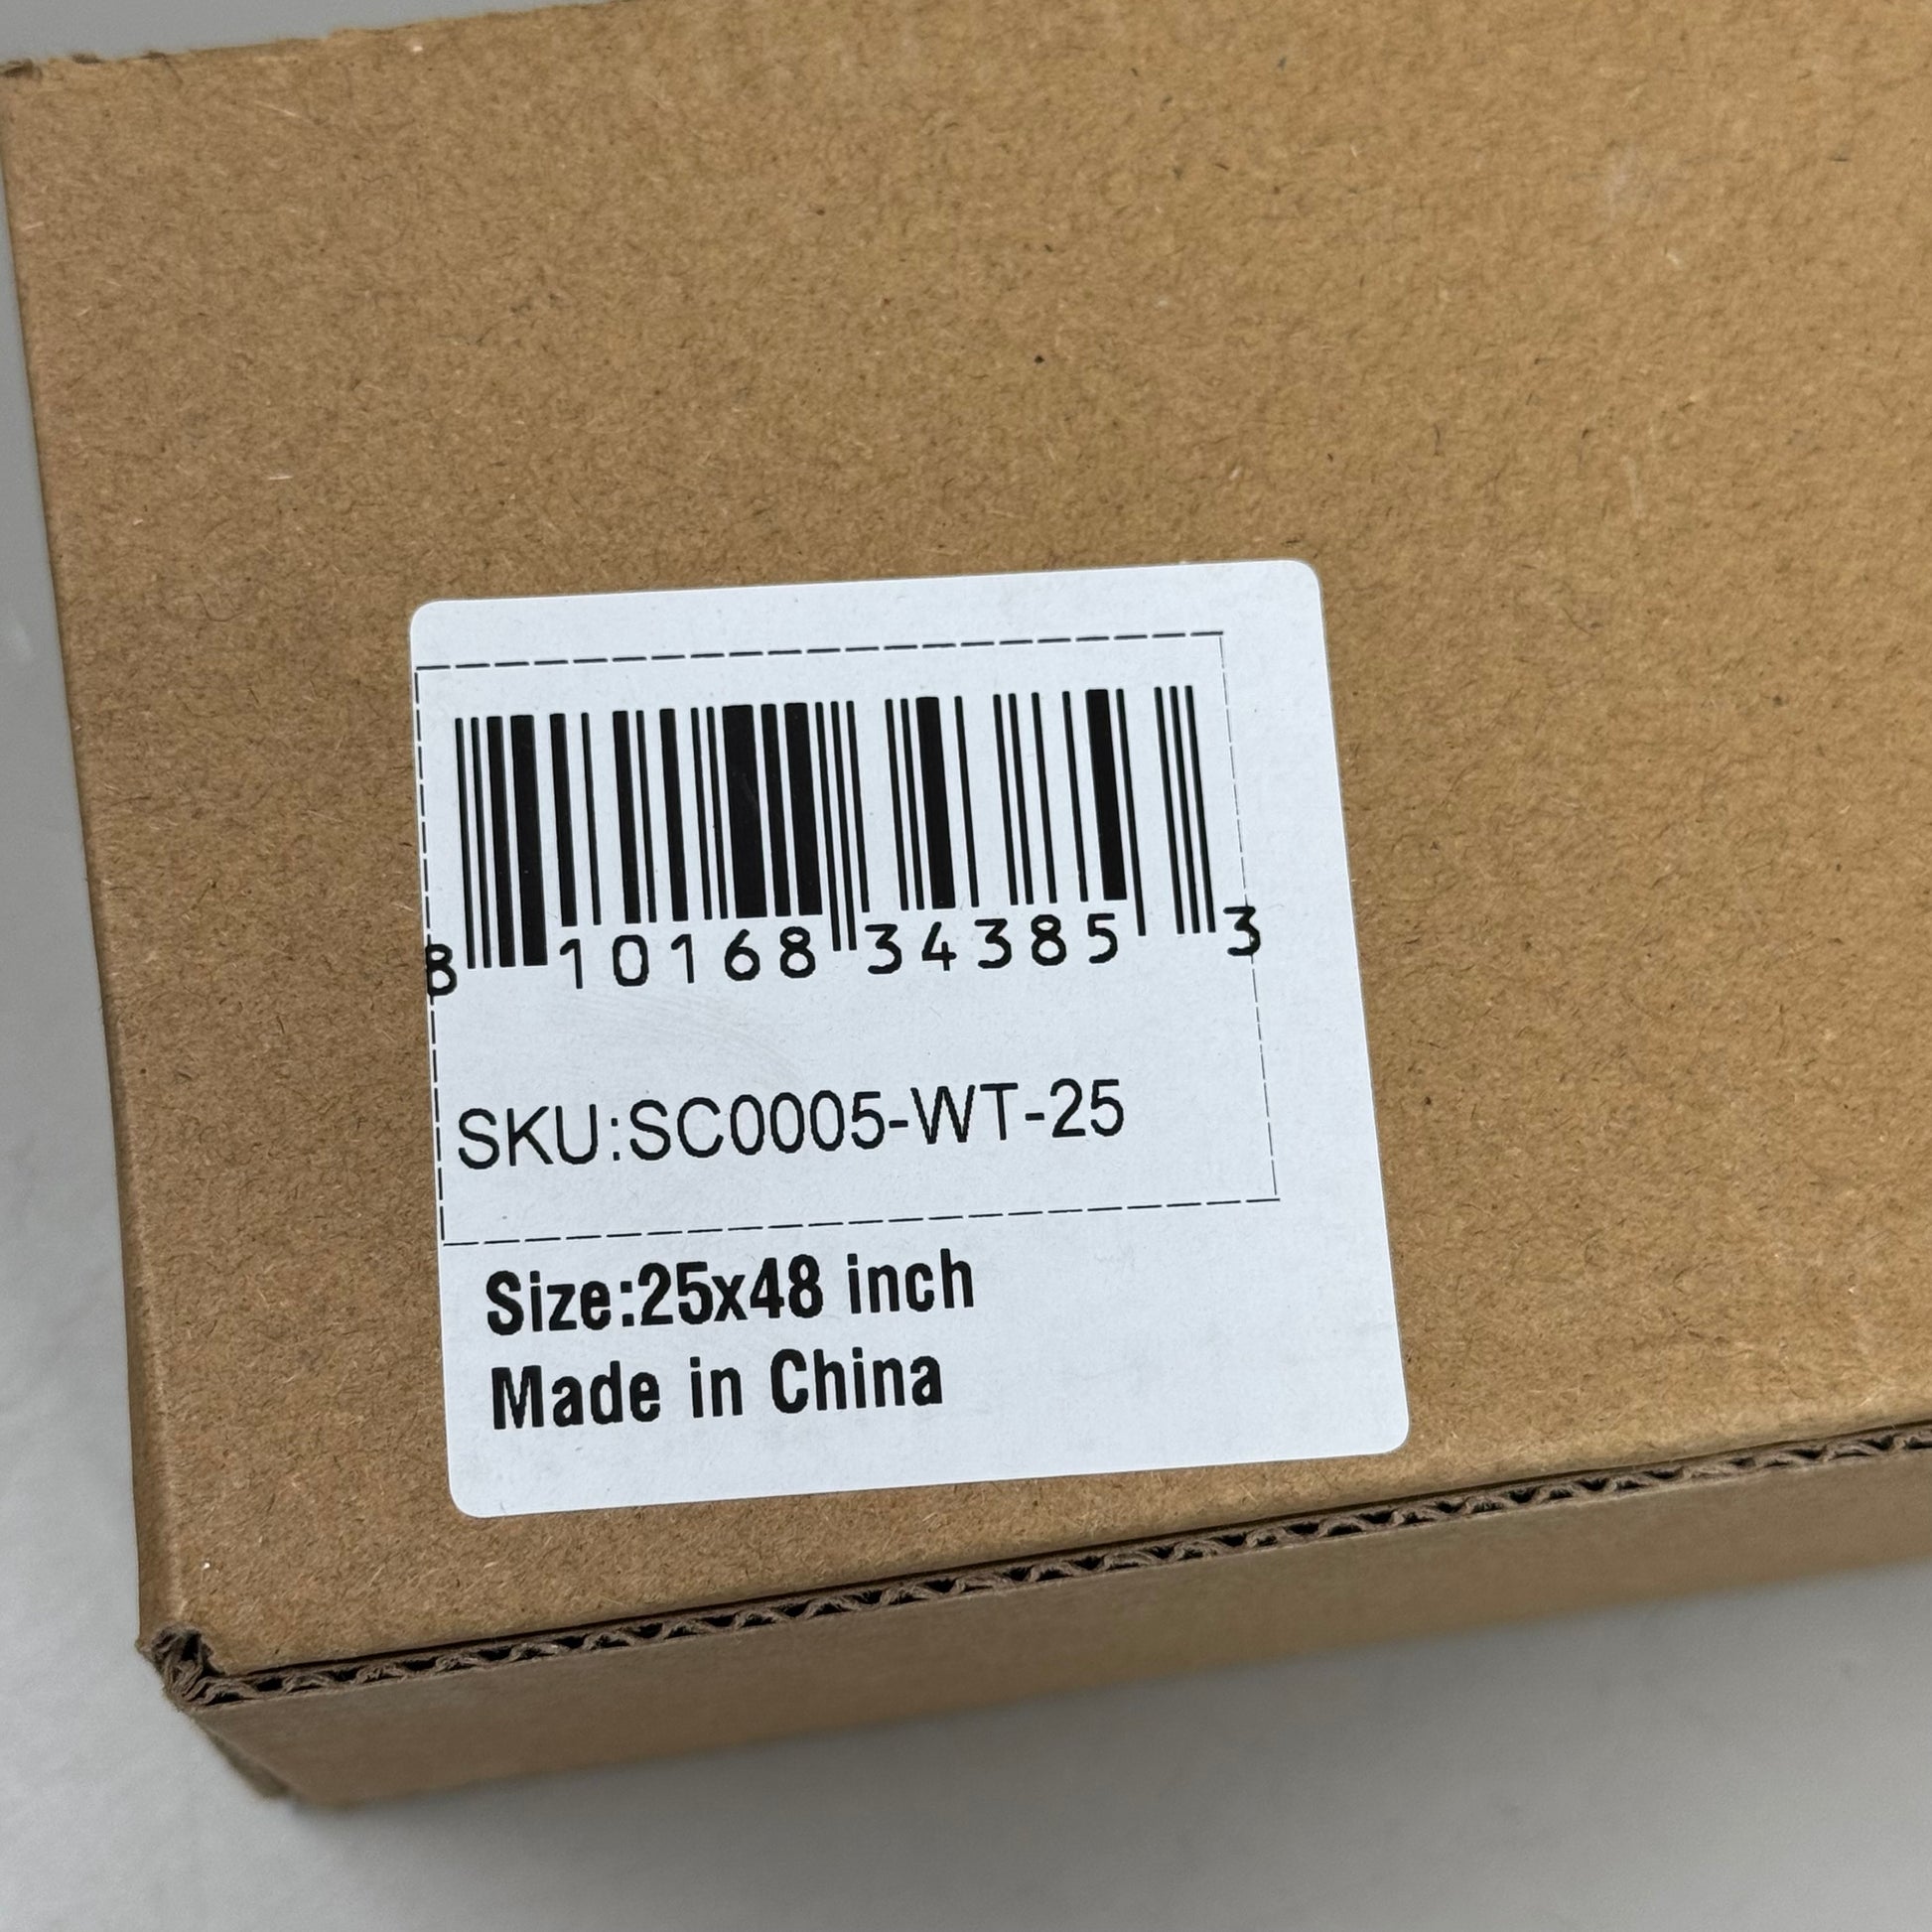 8 10168 34385 3
SKU:SC0005-WT-25
Size:25x48 inch
Made in China